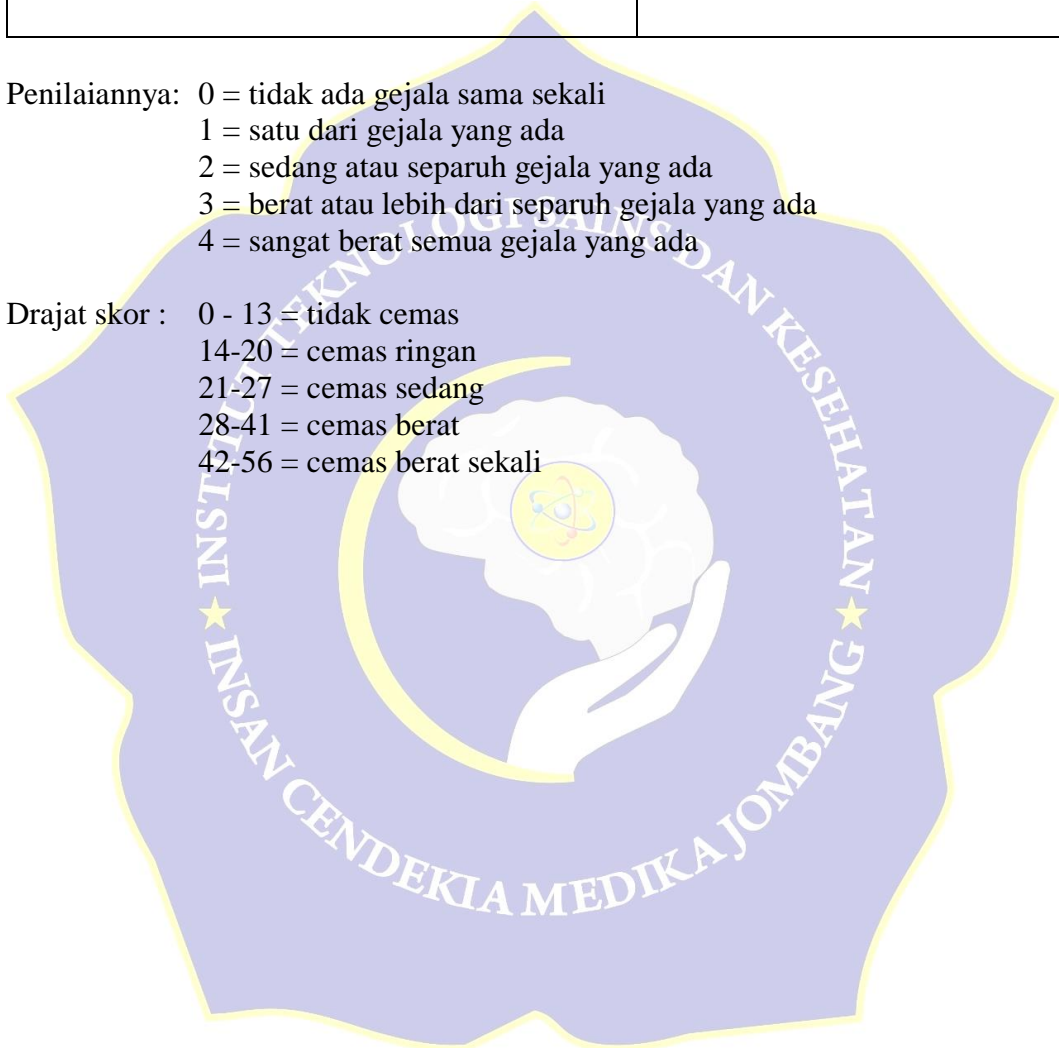 Penilaiannya: 0 = tidak ada gejala sama sekali
1 = satu dari gejala yang ada
2 = sedang atau separuh gejala yang ada
3 = berat atau lebih dari separuh gejala yang ada
4 = sangat berat semua gejala yang ada
Drajat skor : 0 - 13 = tidak cemas
14-20 = cemas ringan
21-27 = cemas sedang
28-41 = cemas berat
42-56 = cemas berat sekali
INSTITUT TEKNOLOGI SAINS DAN KESEHATAN
INSAN CENDEKIA MEDIKA JOMBANG